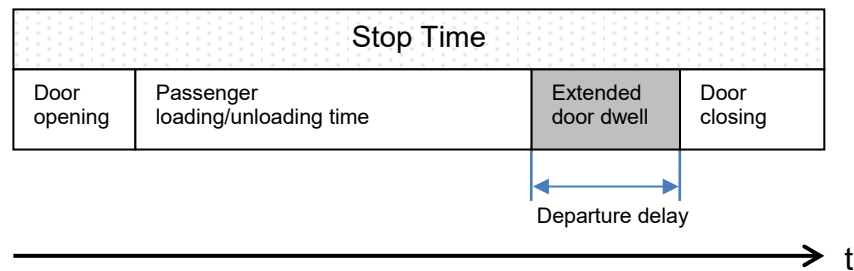 Stop Time
Door
opening
Passenger
loading/unloading time
Extended
door dwell
Door
closing
Departure delay
t